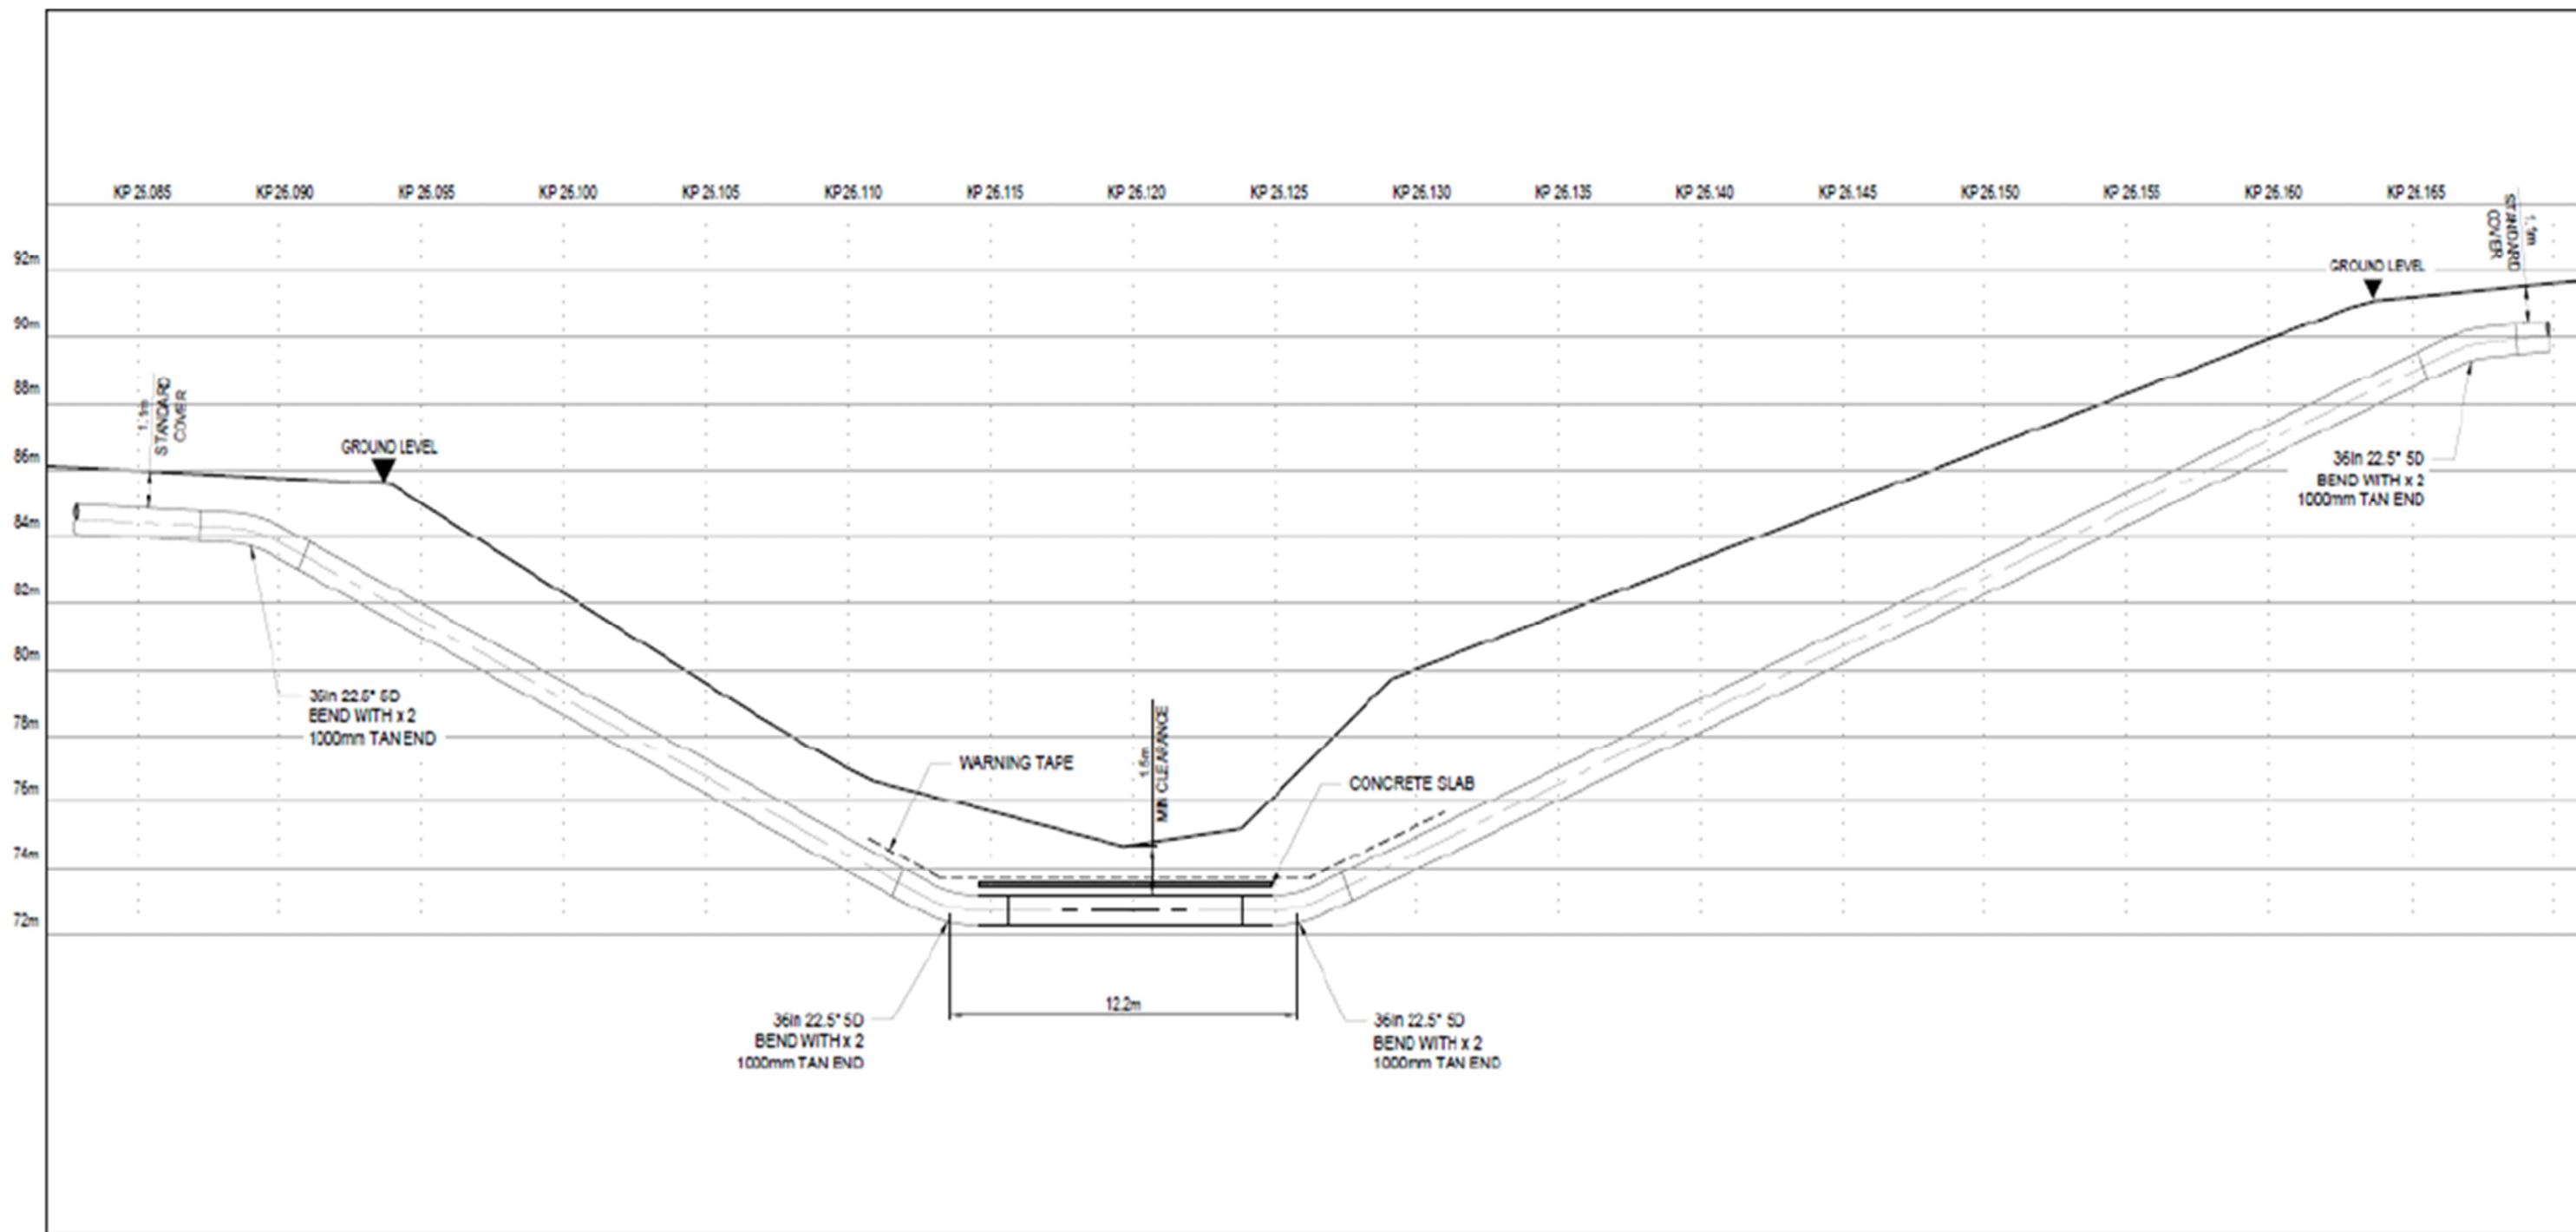 KP 26.085 KP 26.090 KP 26.095 KP 26.100 KP 26.105 KP 26.110 KP 26.115 KP 26.120 KP 26.125 KP 26.130 KP 26.135 KP 26.140 KP 26.145 KP 26.150 KP 26.155 KP 26.160 KP 26.165
92m
90m
88m
86m
84m
82m
80m
78m
76m
74m
72m
STANDARD
COVER
GROUND LEVEL
1.1m
STANDARD
COVER
GROUND LEVEL
36in 22.5° 5D
BEND WITH x 2
1000mm TAN END
36in 22.5° 5D
BEND WITH x 2
1000mm TAN END
WARNING TAPE
1.5m
MIN CLEARANCE
CONCRETE SLAB
12.2m
36in 22.5° 5D
BEND WITH x 2
1000mm TAN END
36in 22.5° 5D
BEND WITH x 2
1000mm TAN END